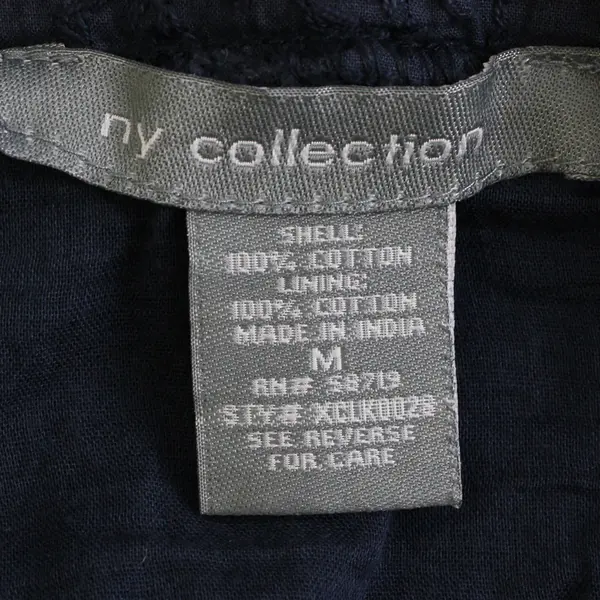 ny collection
SHELL:
100% COTTON
LINING:
100% COTTON
MADE IN INDIA
M
RN# 58719
STY# XCLK0028
SEE REVERSE
FOR CARE